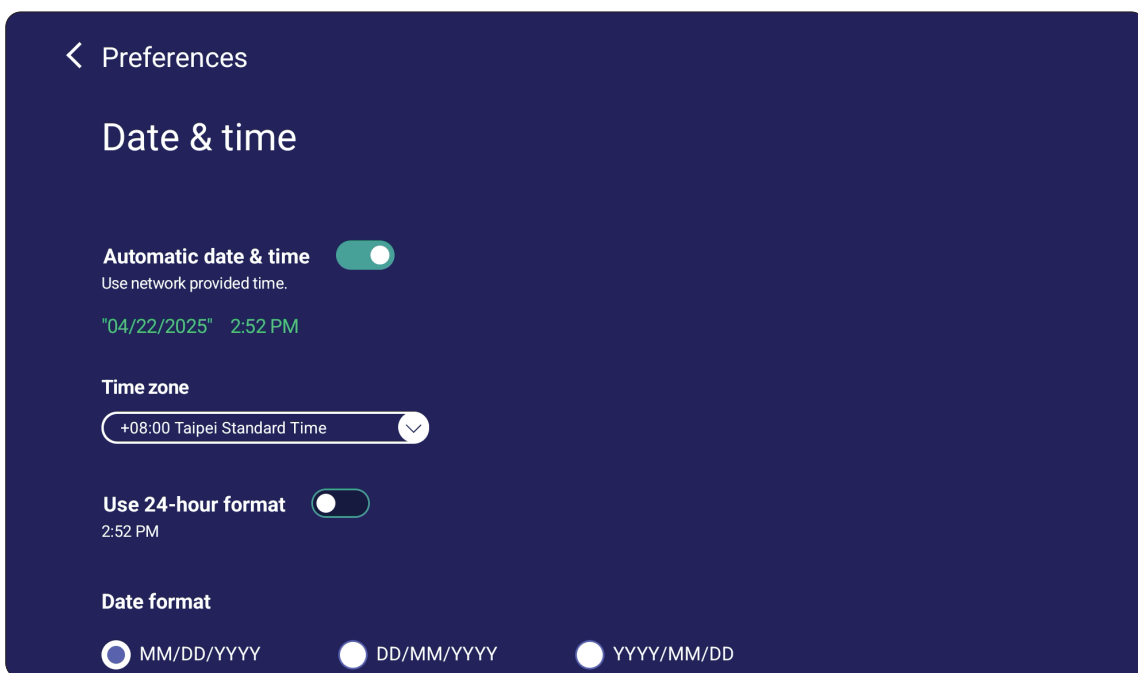 Preferences
Date & time
Automatic date & time
Use network provided time.
"04/22/2025" 2:52 PM
Time zone
+08:00 Taipei Standard Time
Use 24-hour format
2:52 PM
Date format
MM/DD/YYYY DD/MM/YYYY YYYY/MM/DD